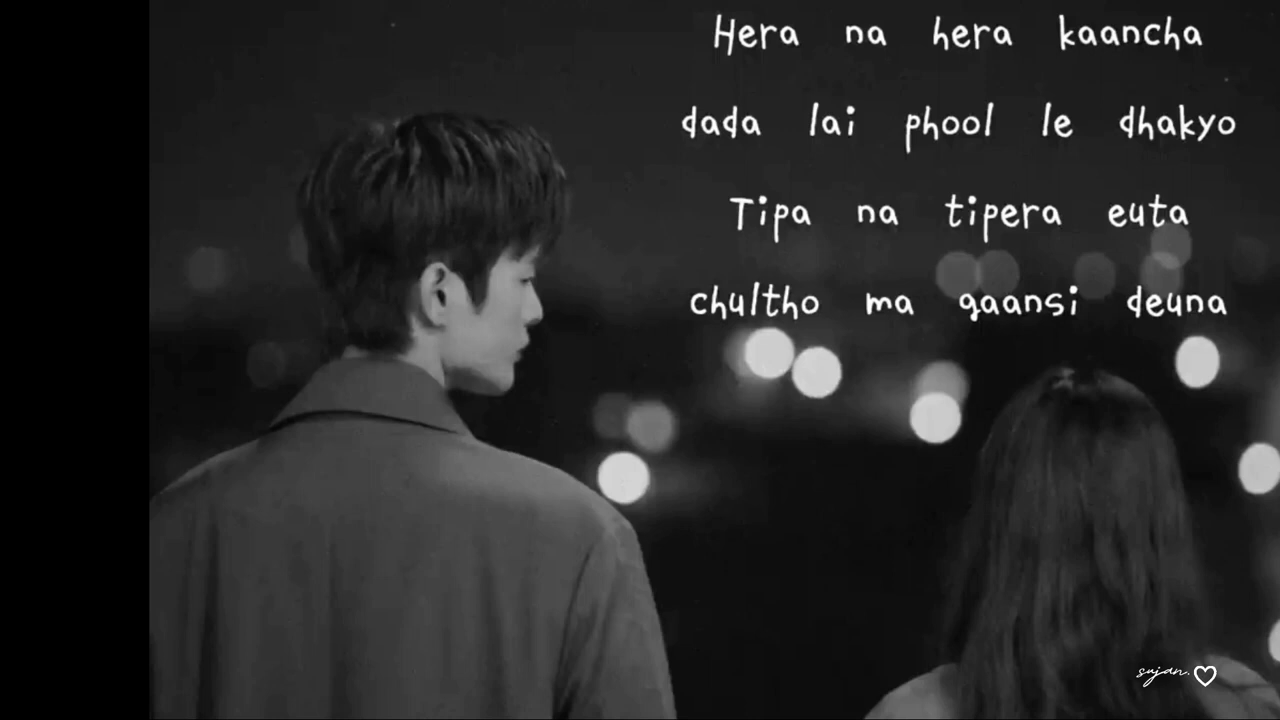 Hera na hera kaancha
dada lai phool le dhakyo
Tipa na tipera euta
chultho ma gaansi deuna
sujan.